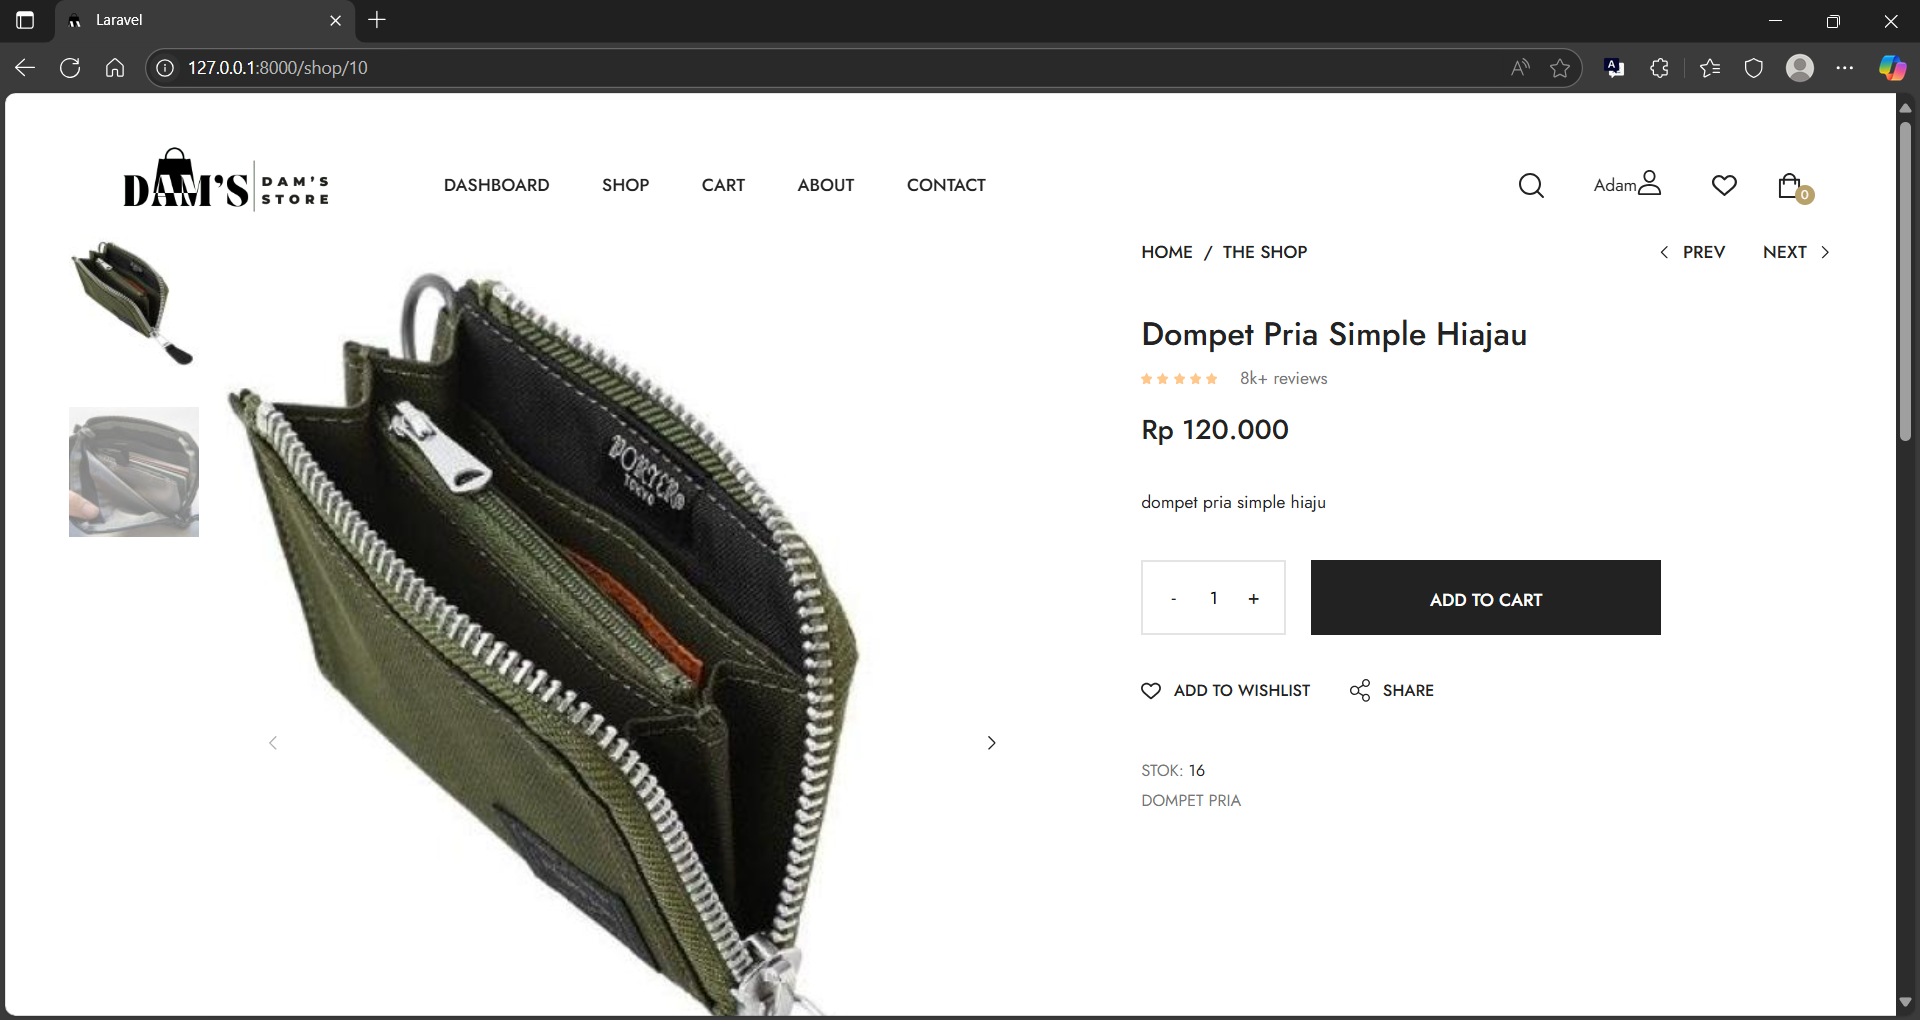 Laravel
127.0.0.1:8000/shop/10
DAM'S
DAM'S
STORE
DASHBOARD
SHOP
CART
ABOUT
CONTACT
Adam
0
HOME / THE SHOP
PREV
NEXT
Dompet Pria Simple Hiajau
8k+ reviews
Rp 120.000
dompet pria simple hiaju
- 1 +
ADD TO CART
ADD TO WISHLIST
SHARE
STOK: 16
DOMPET PRIA
PORTER®
TOKYO